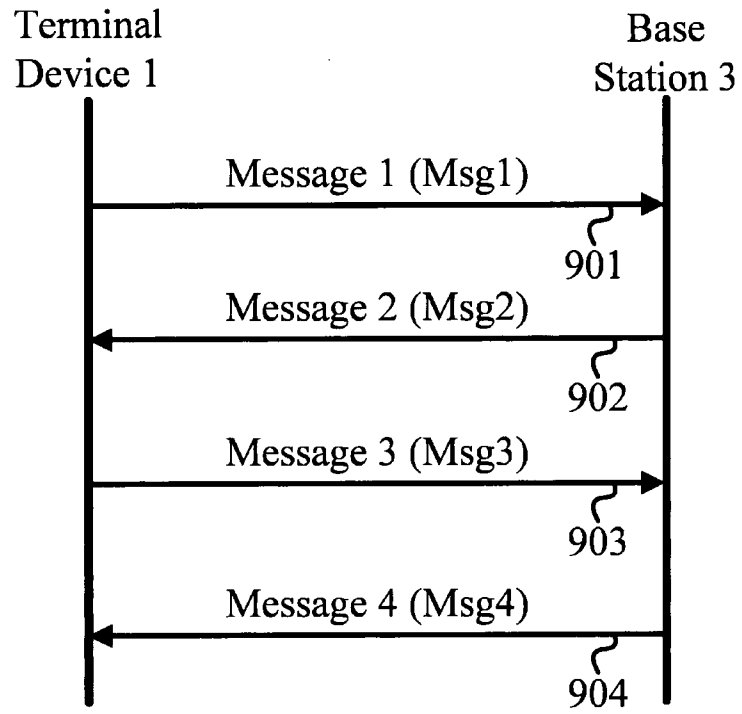 Terminal
Device 1
Base
Station 3
Message 1 (Msg1)
901
Message 2 (Msg2)
902
Message 3 (Msg3)
903
Message 4 (Msg4)
904